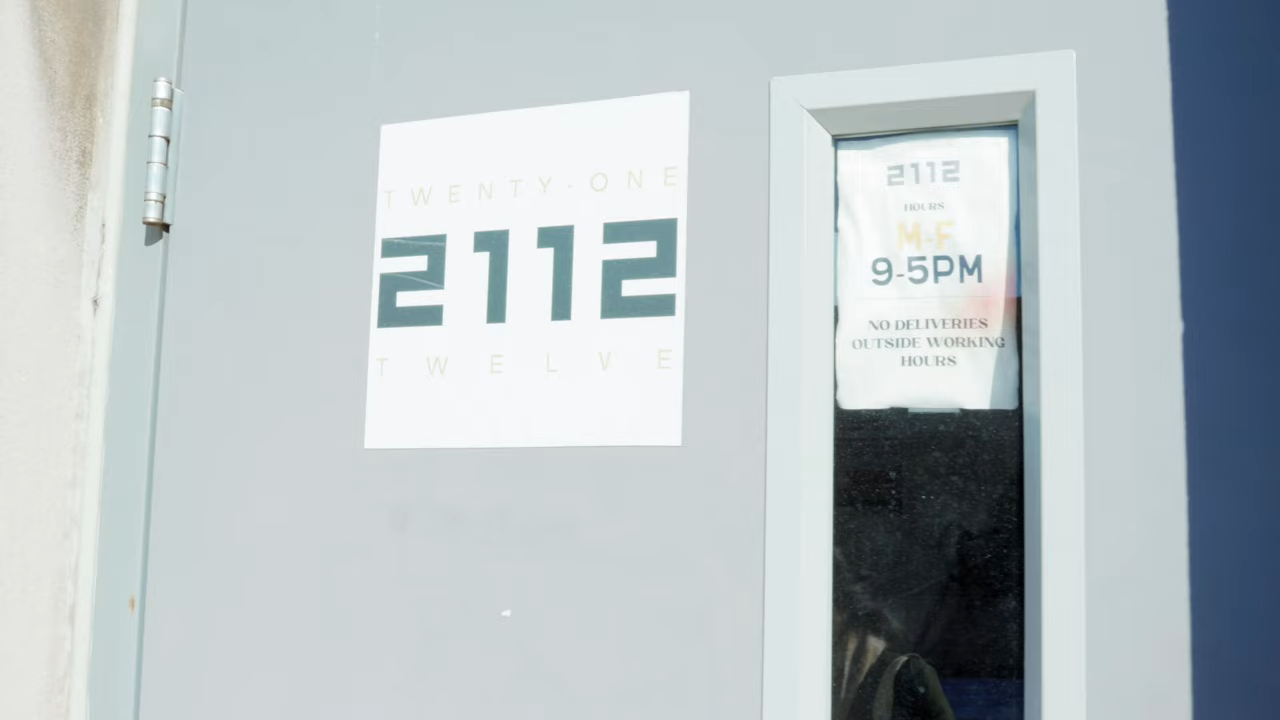 TWENTY-ONE
2112
TWELVE
2112
HOURS
M-F
9-5PM
NO DELIVERIES
OUTSIDE WORKING
HOURS